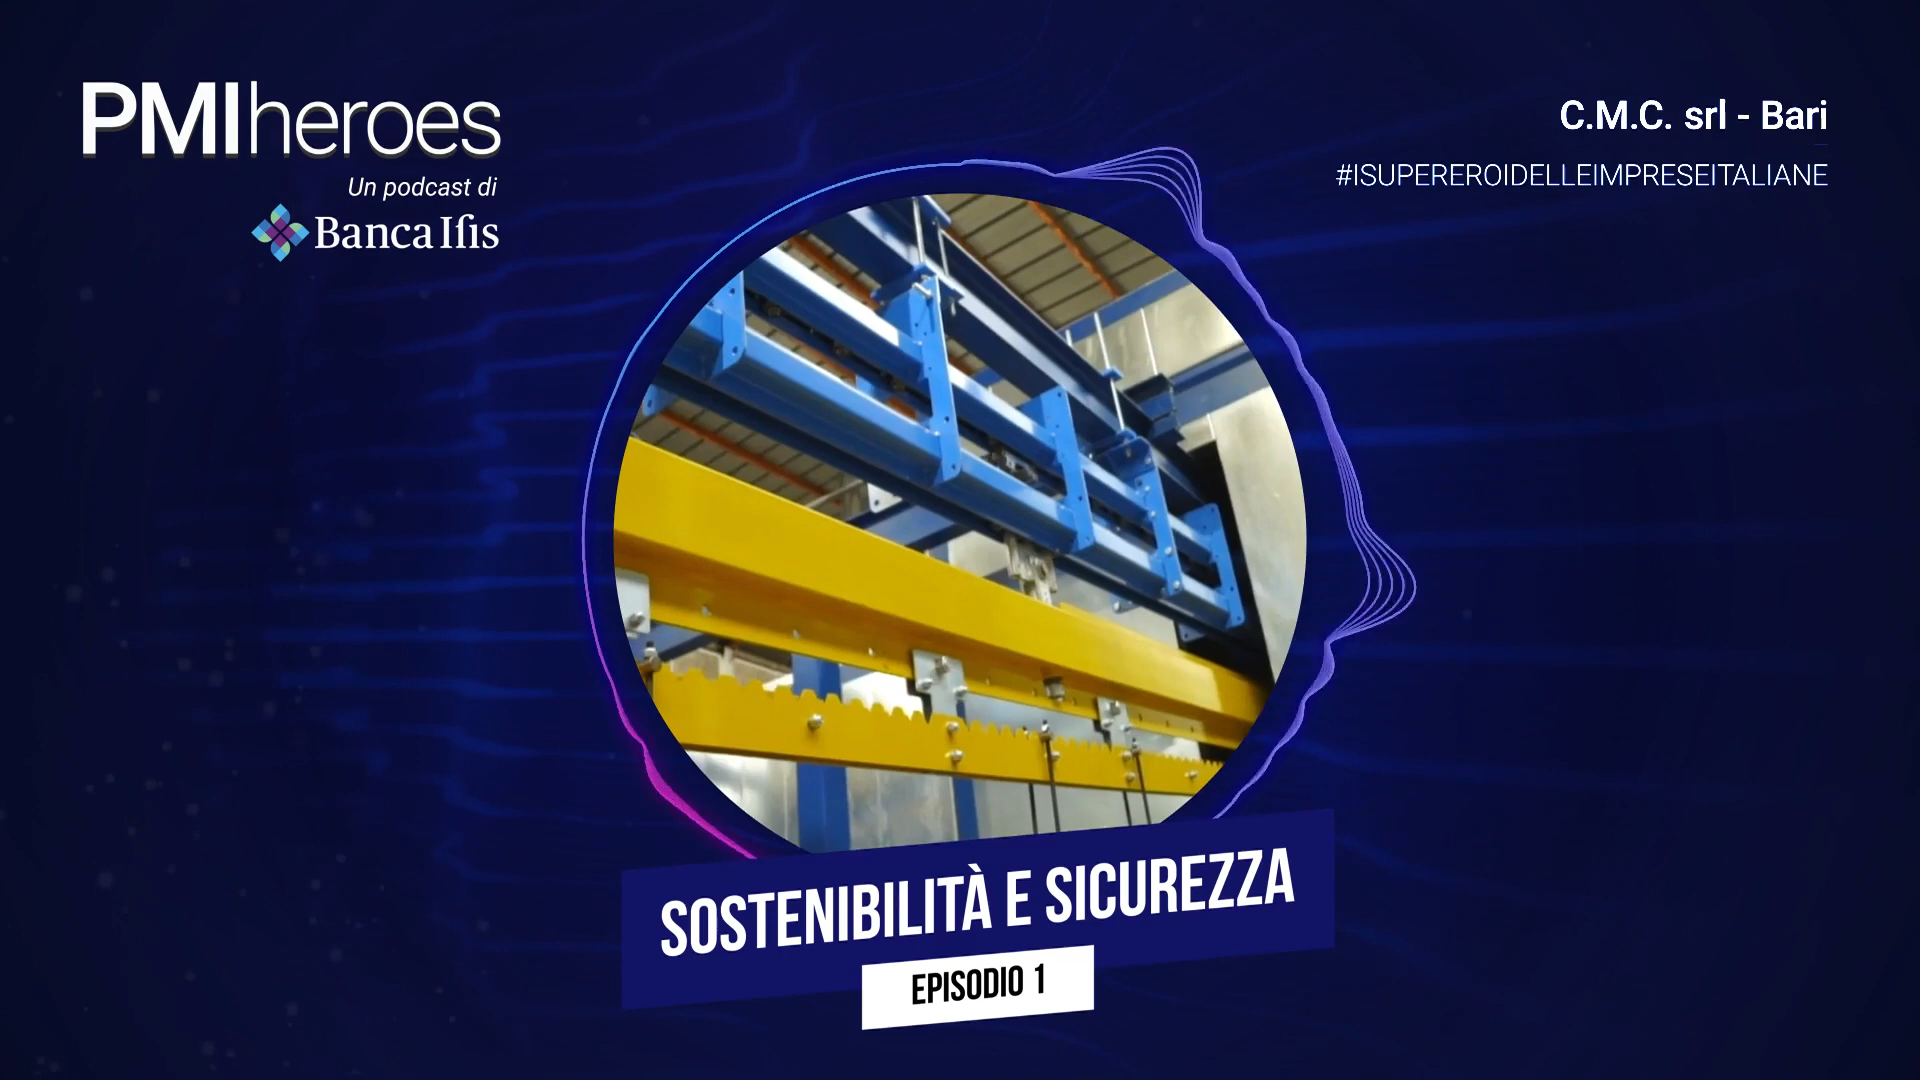 PMIheroes
Un podcast di
Banca Ifis
C.M.C. srl - Bari
#ISUPEREROIDELLEIMPRESEITALIANE
SOSTENIBILITÀ E SICUREZZA
EPISODIO 1